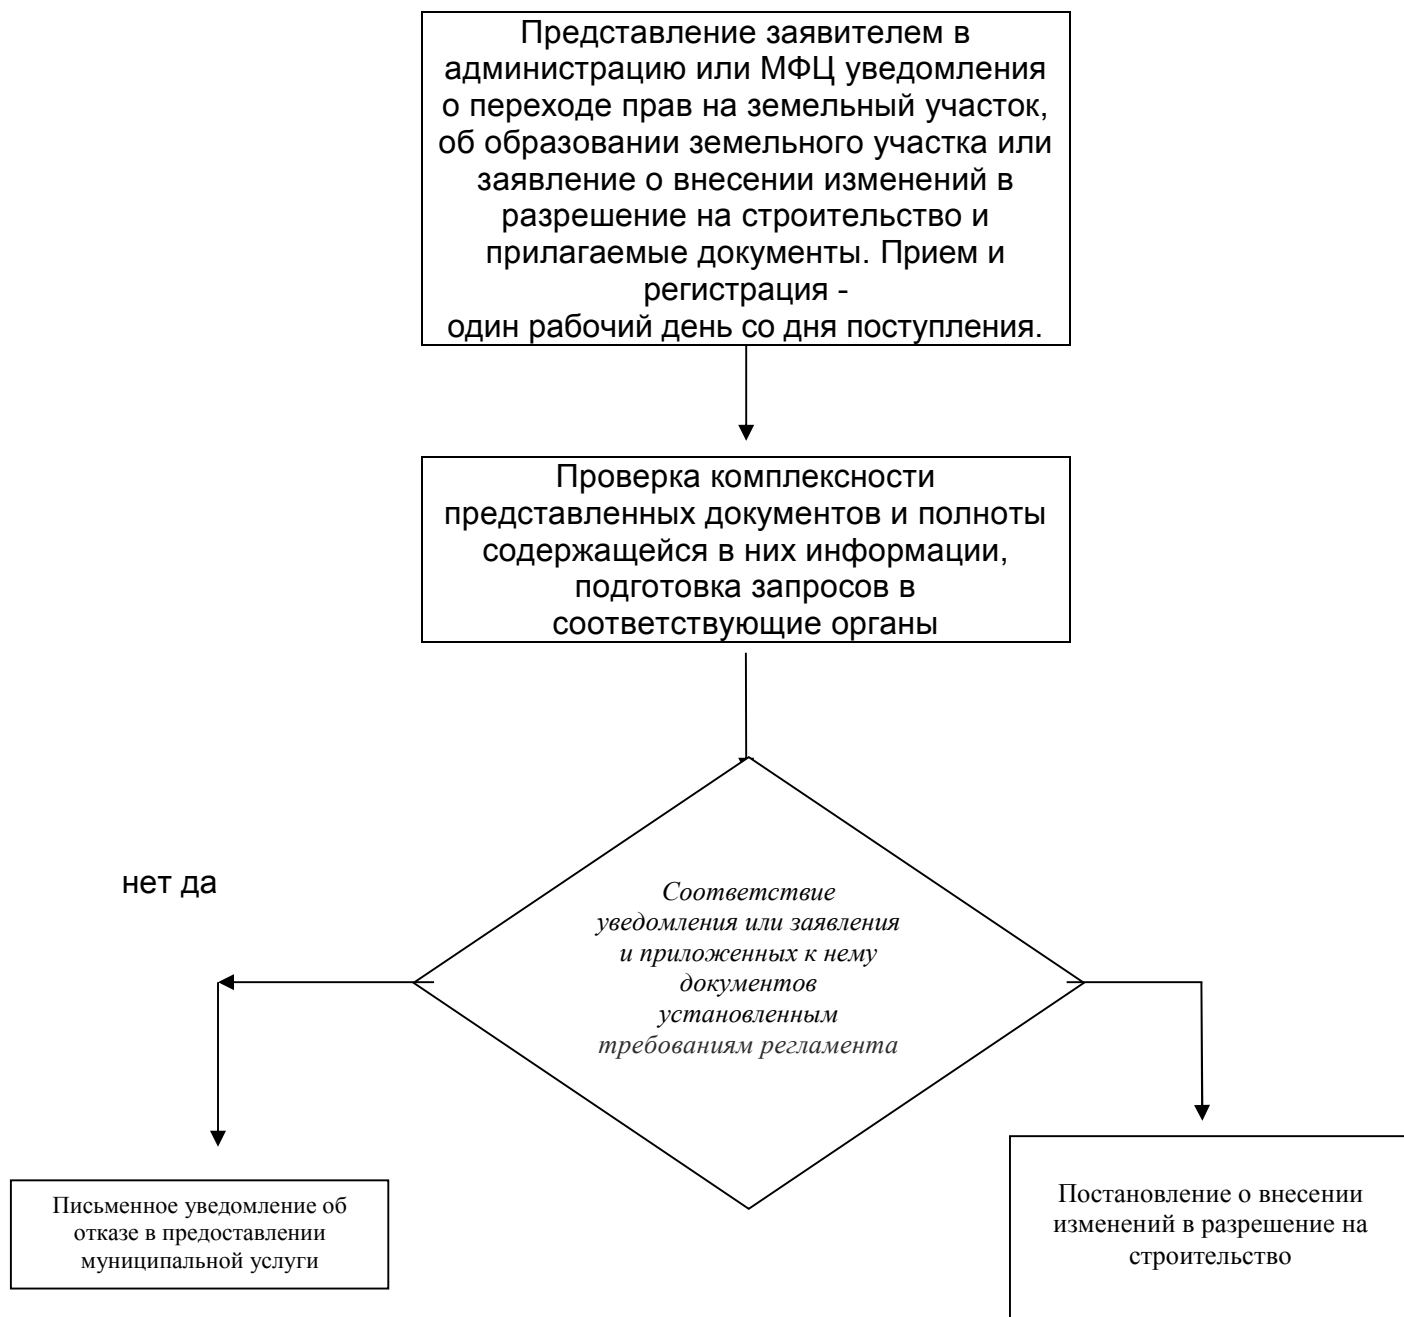 Представление заявителем в
администрацию или МФЦ уведомления
о переходе прав на земельный участок,
об образовании земельного участка или
заявление о внесении изменений в
разрешение на строительство и
прилагаемые документы. Прием и
регистрация -
один рабочий день со дня поступления.
Проверка комплексности
представленных документов и полноты
содержащейся в них информации,
подготовка запросов в
соответствующие органы
нет да
Соответствие
уведомления или заявления
и приложенных к нему
документов
установленным
требованиям регламента
Письменное уведомление об
отказе в предоставлении
муниципальной услуги
Постановление о внесении
изменений в разрешение на
строительство